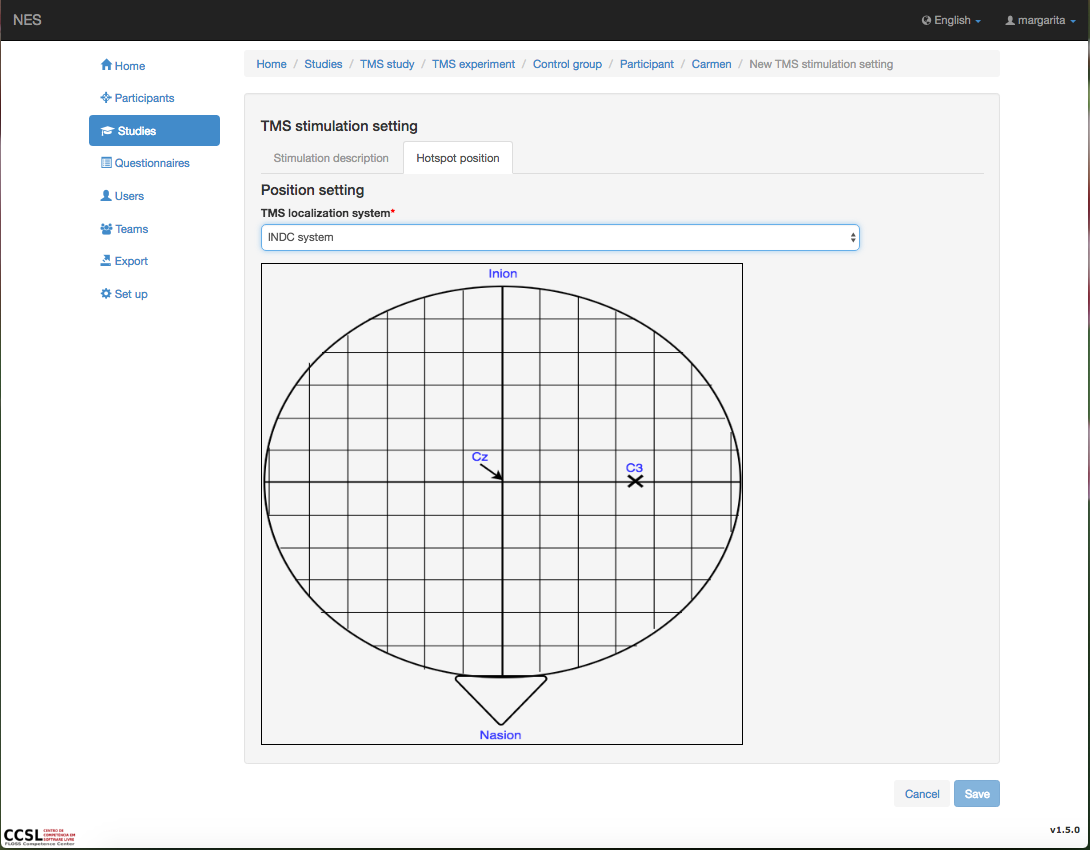 NES English margarita
Home
Participants
Studies
Questionnaires
Users
Teams
Export
Set up
Home / Studies / TMS study / TMS experiment / Control group / Participant / Carmen / New TMS stimulation setting
TMS stimulation setting
Stimulation description Hotspot position
Position setting
TMS localization system*
INDC system
Inion
Cz
C3
Nasion
Cancel Save
CCSL CENTRO DE
COMPETÊNCIA EM
SOFTWARE LIVRE
FLOSS Competence Center
v1.5.0